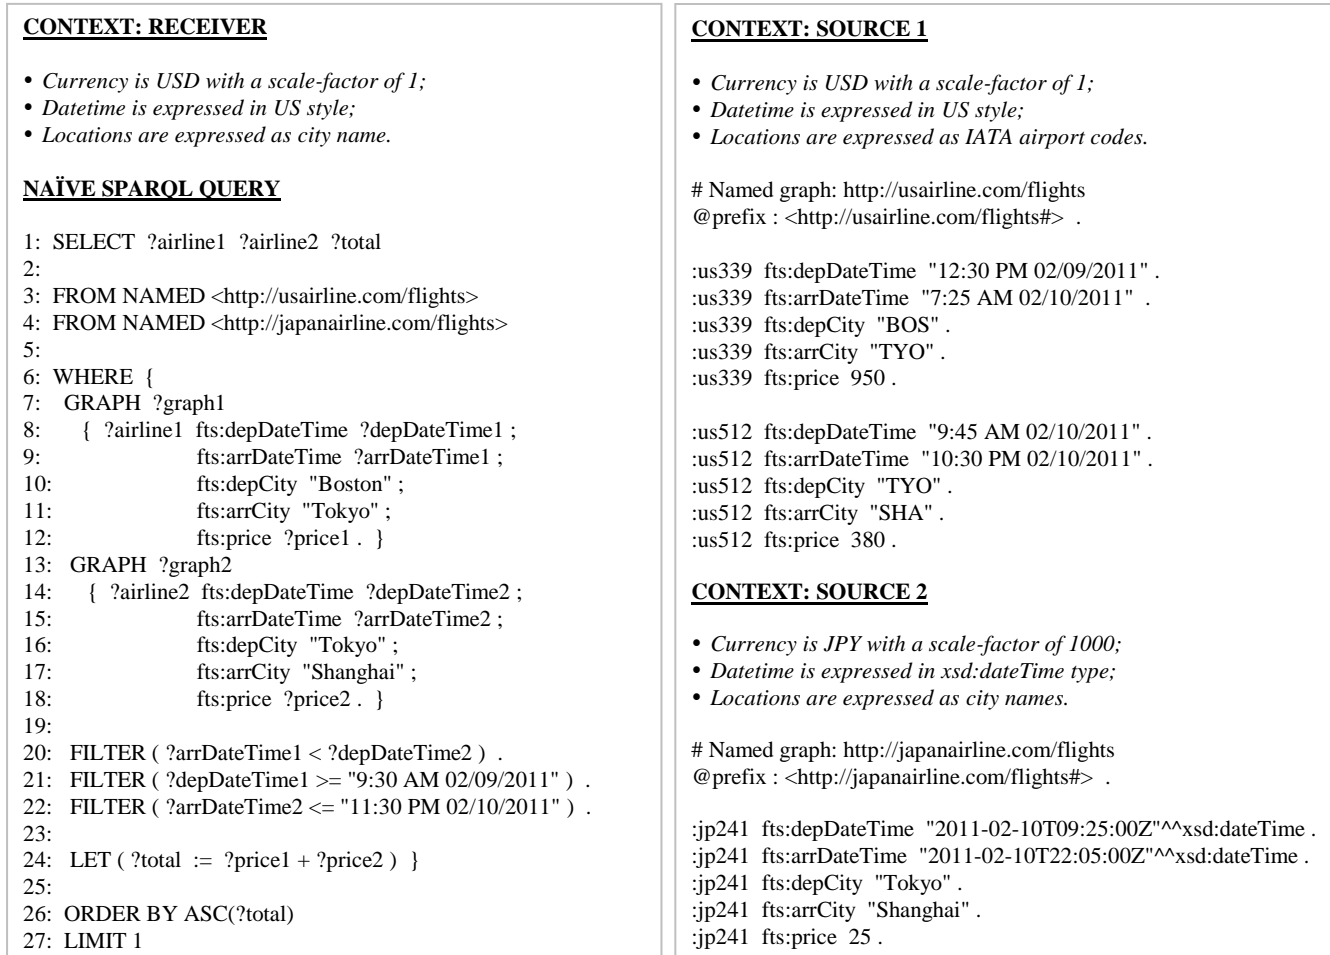 CONTEXT: RECEIVER
• Currency is USD with a scale-factor of 1;
• Datetime is expressed in US style;
• Locations are expressed as city name.
NAÏVE SPARQL QUERY
1: SELECT ?airline1 ?airline2 ?total
2:
3: FROM NAMED <http://usairline.com/flights>
4: FROM NAMED <http://japanairline.com/flights>
5:
6: WHERE {
7: GRAPH ?graph1
8: { ?airline1 fts:depDateTime ?depDateTime1 ;
9: fts:arrDateTime ?arrDateTime1 ;
10: fts:depCity "Boston" ;
11: fts:arrCity "Tokyo" ;
12: fts:price ?price1 . }
13: GRAPH ?graph2
14: { ?airline2 fts:depDateTime ?depDateTime2 ;
15: fts:arrDateTime ?arrDateTime2 ;
16: fts:depCity "Tokyo" ;
17: fts:arrCity "Shanghai" ;
18: fts:price ?price2 . }
19:
20: FILTER ( ?arrDateTime1 < ?depDateTime2 ) .
21: FILTER ( ?depDateTime1 >= "9:30 AM 02/09/2011" ) .
22: FILTER ( ?arrDateTime2 <= "11:30 PM 02/10/2011" ) .
23:
24: LET ( ?total := ?price1 + ?price2 ) }
25:
26: ORDER BY ASC(?total)
27: LIMIT 1
CONTEXT: SOURCE 1
• Currency is USD with a scale-factor of 1;
• Datetime is expressed in US style;
• Locations are expressed as IATA airport codes.
# Named graph: http://usairline.com/flights
@prefix : <http://usairline.com/flights#> .
:us339 fts:depDateTime "12:30 PM 02/09/2011" .
:us339 fts:arrDateTime "7:25 AM 02/10/2011" .
:us339 fts:depCity "BOS" .
:us339 fts:arrCity "TYO" .
:us339 fts:price 950 .
:us512 fts:depDateTime "9:45 AM 02/10/2011" .
:us512 fts:arrDateTime "10:30 PM 02/10/2011" .
:us512 fts:depCity "TYO" .
:us512 fts:arrCity "SHA" .
:us512 fts:price 380 .
CONTEXT: SOURCE 2
• Currency is JPY with a scale-factor of 1000;
• Datetime is expressed in xsd:dateTime type;
• Locations are expressed as city names.
# Named graph: http://japanairline.com/flights
@prefix : <http://japanairline.com/flights#> .
:jp241 fts:depDateTime "2011-02-10T09:25:00Z"^^xsd:dateTime .
:jp241 fts:arrDateTime "2011-02-10T22:05:00Z"^^xsd:dateTime .
:jp241 fts:depCity "Tokyo" .
:jp241 fts:arrCity "Shanghai" .
:jp241 fts:price 25 .